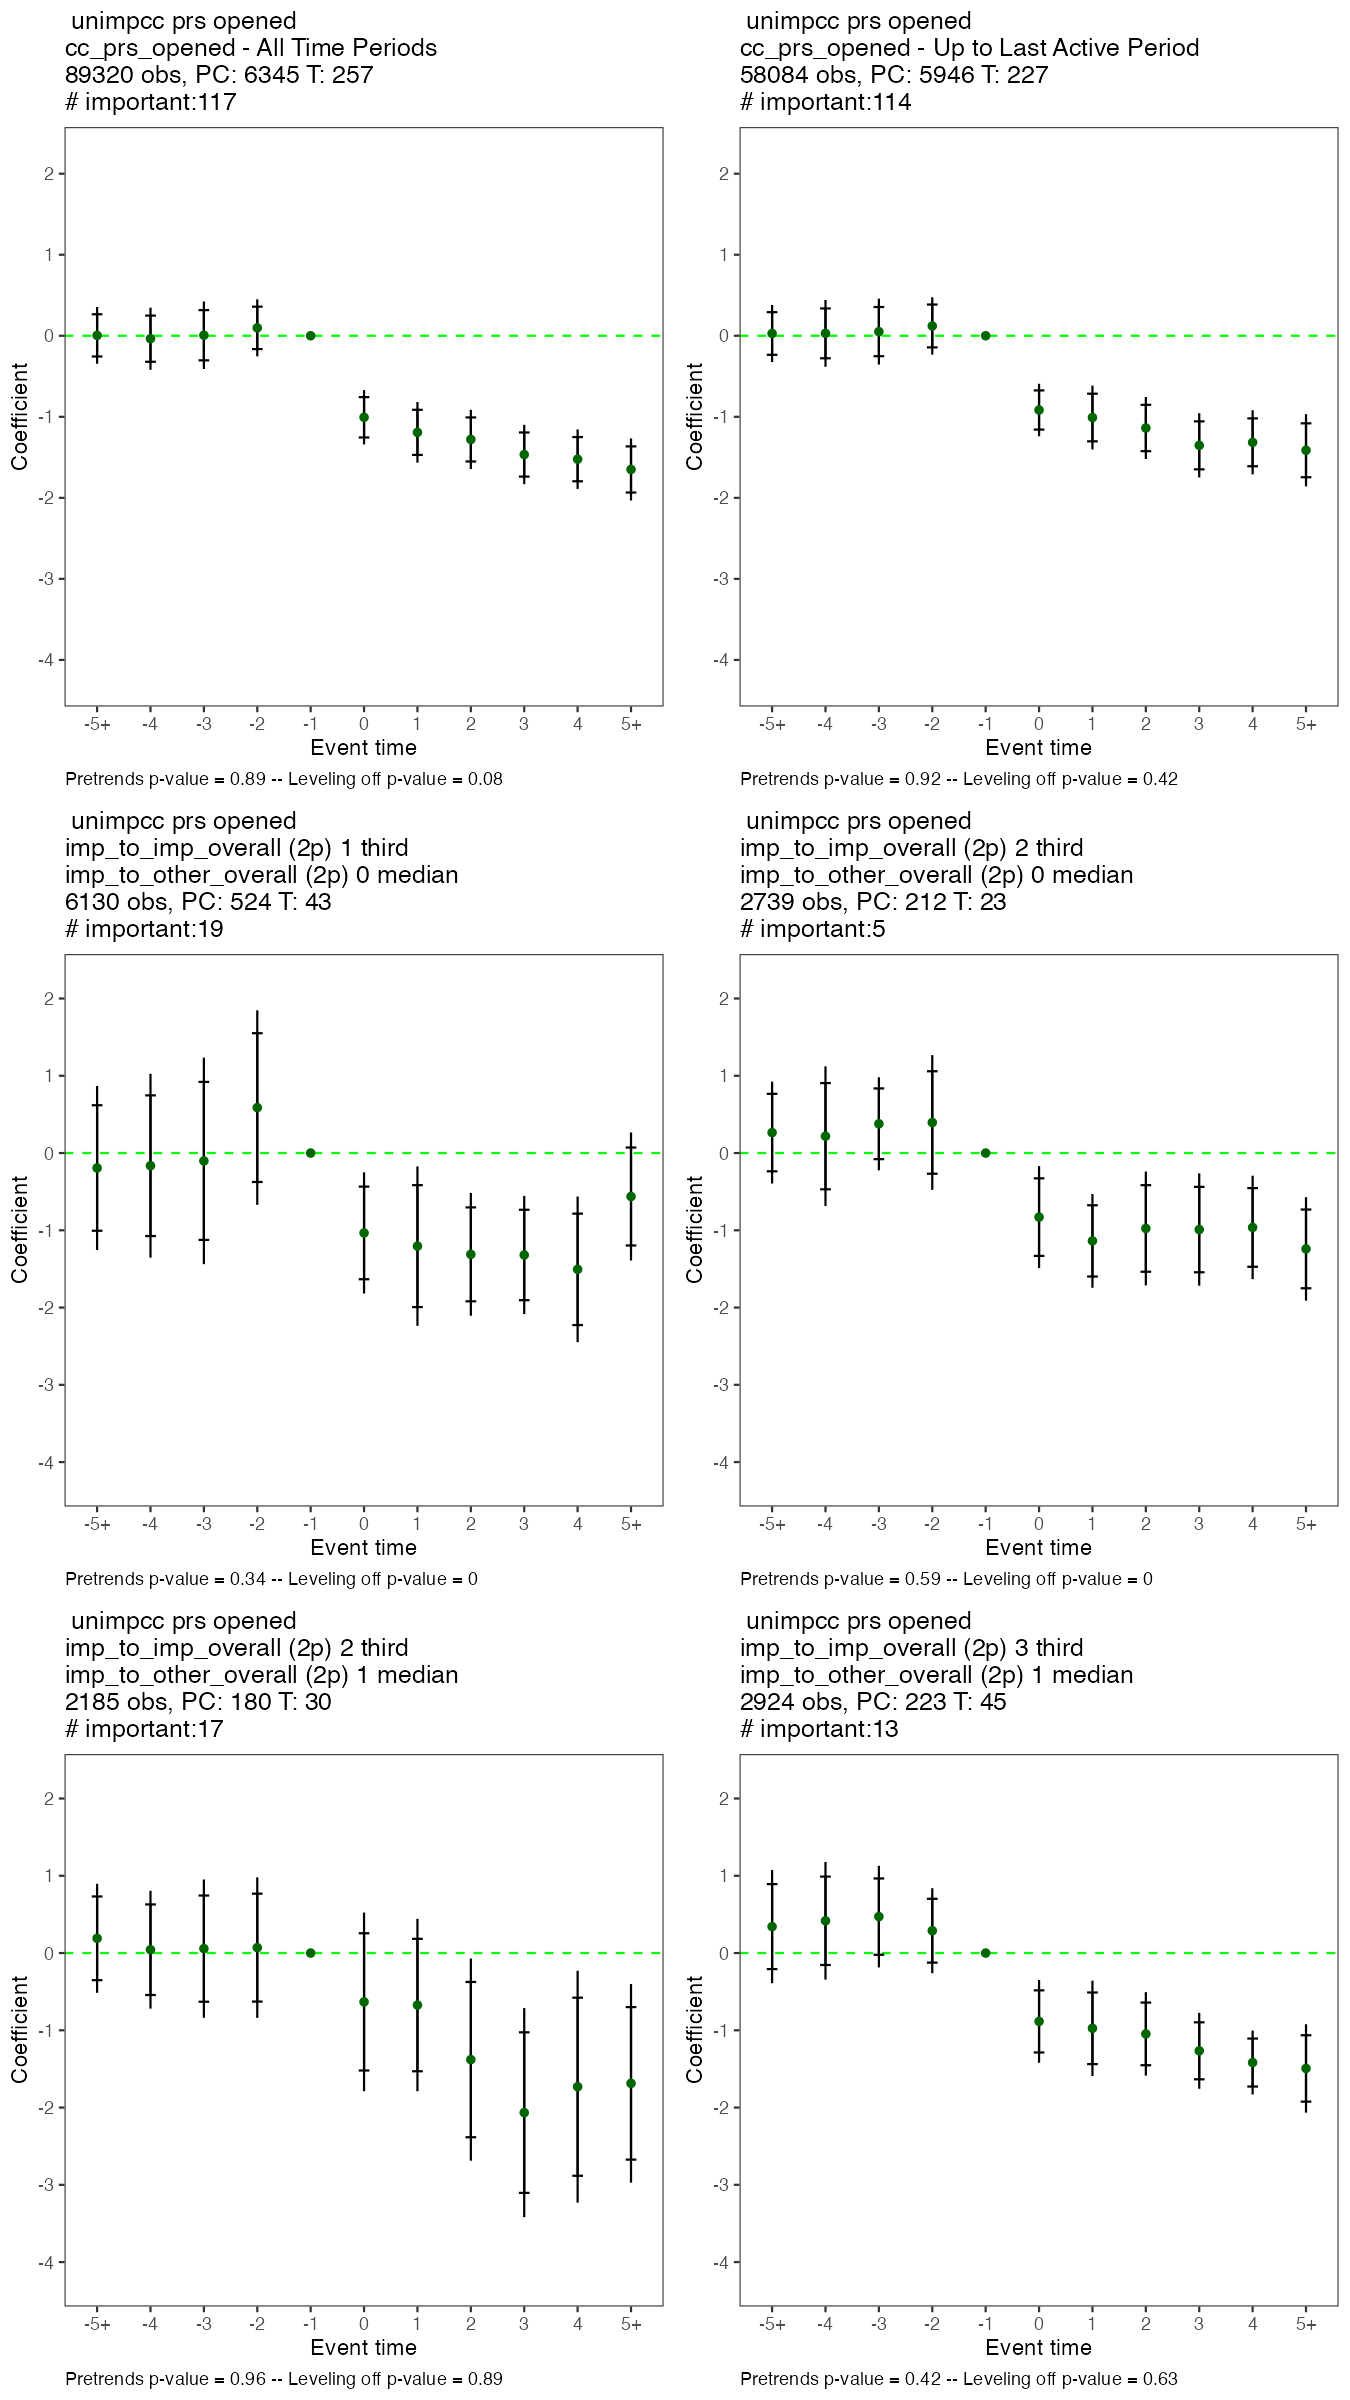 unimpcc prs opened
cc_prs_opened - All Time Periods
89320 obs, PC: 6345 T: 257
# important:117
2
1
0
-1
-2
-3
-4
Coefficient
-5+ -4 -3 -2 -1 0 1 2 3 4 5+
Event time
Pretrends p-value = 0.89 -- Leveling off p-value = 0.08
unimpcc prs opened
cc_prs_opened - Up to Last Active Period
58084 obs, PC: 5946 T: 227
# important:114
2
1
0
-1
-2
-3
-4
Coefficient
-5+ -4 -3 -2 -1 0 1 2 3 4 5+
Event time
Pretrends p-value = 0.92 -- Leveling off p-value = 0.42
unimpcc prs opened
imp_to_imp_overall (2p) 1 third
imp_to_other_overall (2p) 0 median
6130 obs, PC: 524 T: 43
# important:19
2
1
0
-1
-2
-3
-4
Coefficient
-5+ -4 -3 -2 -1 0 1 2 3 4 5+
Event time
Pretrends p-value = 0.34 -- Leveling off p-value = 0
unimpcc prs opened
imp_to_imp_overall (2p) 2 third
imp_to_other_overall (2p) 0 median
2739 obs, PC: 212 T: 23
# important:5
2
1
0
-1
-2
-3
-4
Coefficient
-5+ -4 -3 -2 -1 0 1 2 3 4 5+
Event time
Pretrends p-value = 0.59 -- Leveling off p-value = 0
unimpcc prs opened
imp_to_imp_overall (2p) 2 third
imp_to_other_overall (2p) 1 median
2185 obs, PC: 180 T: 30
# important:17
2
1
0
-1
-2
-3
-4
Coefficient
-5+ -4 -3 -2 -1 0 1 2 3 4 5+
Event time
Pretrends p-value = 0.96 -- Leveling off p-value = 0.89
unimpcc prs opened
imp_to_imp_overall (2p) 3 third
imp_to_other_overall (2p) 1 median
2924 obs, PC: 223 T: 45
# important:13
2
1
0
-1
-2
-3
-4
Coefficient
-5+ -4 -3 -2 -1 0 1 2 3 4 5+
Event time
Pretrends p-value = 0.42 -- Leveling off p-value = 0.63